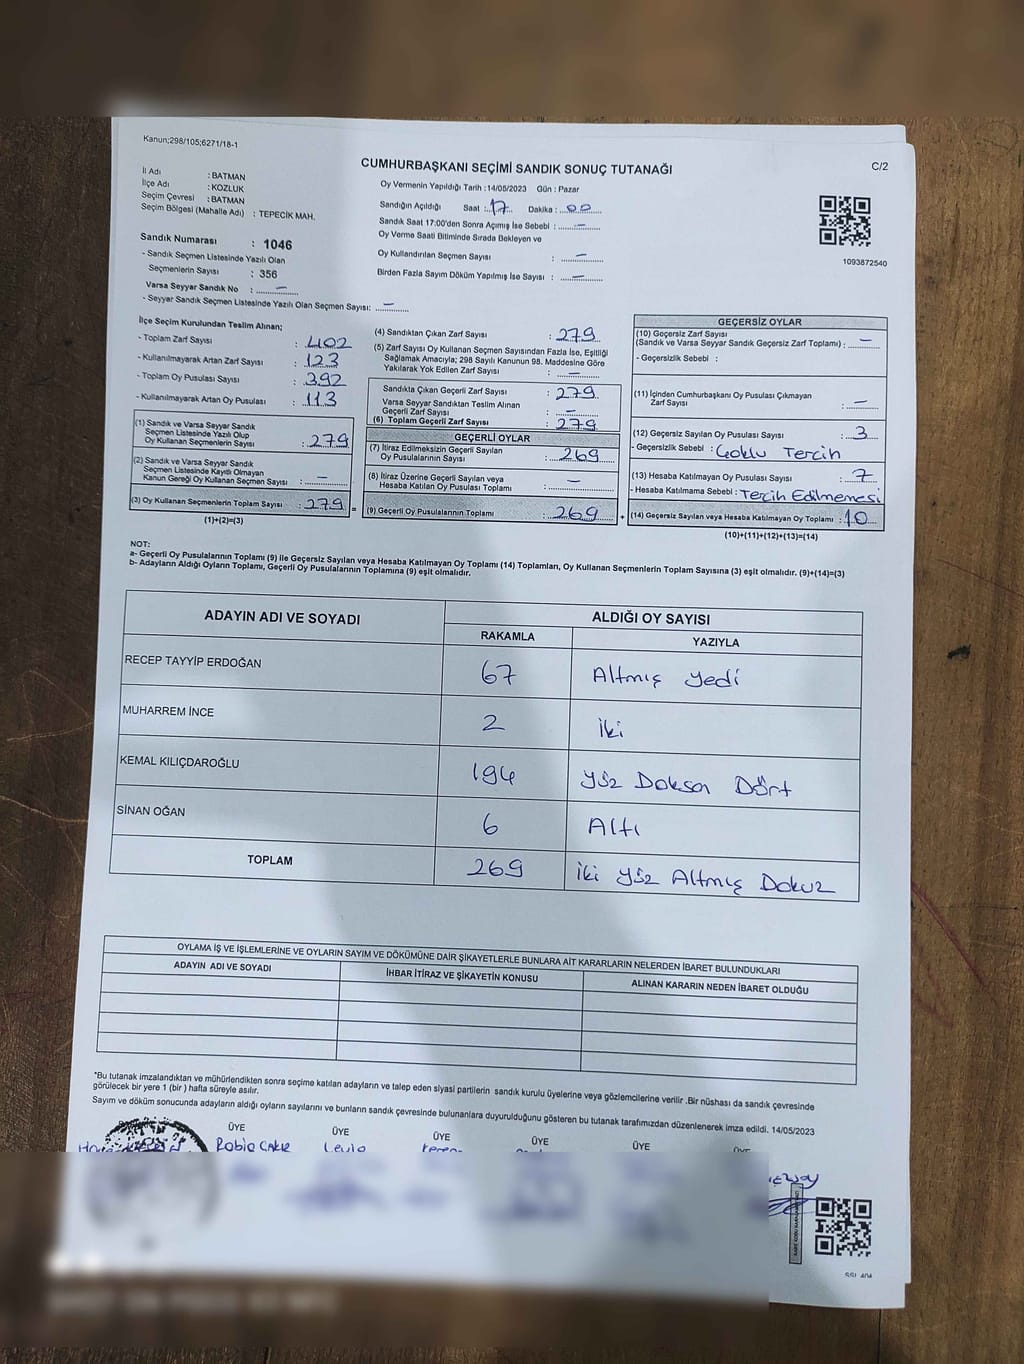 Kanun;298/105;6271/18-1
CUMHURBAŞKANI SEÇİMİ SANDIK SONUÇ TUTANAĞI
C/2
İl Adı : BATMAN
İlçe Adı : KOZLUK
Seçim Çevresi : BATMAN
Seçim Bölgesi (Mahalle Adı) : TEPECİK MAH.
Sandık Numarası : 1046
- Sandık Seçmen Listesinde Yazılı Olan
Seçmenlerin Sayısı : 356
Varsa Seyyar Sandık No : –
- Seyyar Sandık Seçmen Listesinde Yazılı Olan Seçmen Sayısı: –
Oy Vermenin Yapıldığı Tarih :14/05/2023 Gün : Pazar
Sandığın Açıldığı Saat : 17 Dakika : 00
Sandık Saat 17:00'den Sonra Açımış İse Sebebi : –
Oy Verme Saati Bitiminde Sırada Bekleyen ve
Oy Kullandırılan Seçmen Sayısı : –
Birden Fazla Sayım Döküm Yapılmış İse Sayısı : –
1093872540
İlçe Seçim Kurulundan Teslim Alınan;
- Toplam Zarf Sayısı : 402
- Kullanılmayarak Artan Zarf Sayısı : 123
- Toplam Oy Pusulası Sayısı : 392
- Kullanılmayarak Artan Oy Pusulası : 113
(1) Sandık ve Varsa Seyyar Sandık
Seçmen Listesinde Yazılı Olup
Oy Kullanan Seçmenlerin Sayısı : 279
(2) Sandık ve Varsa Seyyar Sandık
Seçmen Listesinde Kayıtlı Olmayan
Kanun Gereği Oy Kullanan Seçmen Sayısı : –
(3) Oy Kullanan Seçmenlerin Toplam Sayısı : 279 =
(1)+(2)=(3)
(4) Sandıktan Çıkan Zarf Sayısı : 279
(5) Zarf Sayısı Oy Kullanan Seçmen Sayısından Fazla İse, Eşitliği
Sağlamak Amacıyla; 298 Sayılı Kanunun 98. Maddesine Göre
Yakılarak Yok Edilen Zarf Sayısı : –
Sandıkta Çıkan Geçerli Zarf Sayısı : 279
Varsa Seyyar Sandıktan Teslim Alınan
Geçerli Zarf Sayısı : –
(6) Toplam Geçerli Zarf Sayısı : 279
GEÇERLİ OYLAR
(7) İtiraz Edilmeksizin Geçerli Sayılan
Oy Pusulalarının Sayısı : 269
(8) İtiraz Üzerine Geçerli Sayılan veya
Hesaba Katılan Oy Pusulası Toplamı : –
(9) Geçerli Oy Pusulalarının Toplamı : 269 +
GEÇERSİZ OYLAR
(10) Geçersiz Zarf Sayısı
(Sandık ve Varsa Seyyar Sandık Geçersiz Zarf Toplamı) : –
- Geçersizlik Sebebi :
(11) İçinden Cumhurbaşkanı Oy Pusulası Çıkmayan
Zarf Sayısı : –
(12) Geçersiz Sayılan Oy Pusulası Sayısı : 3
- Geçersizlik Sebebi : Çoklu Tercih
(13) Hesaba Katılmayan Oy Pusulası Sayısı : 7
- Hesaba Katılmama Sebebi : Tercih Edilmemesi
(14) Geçersiz Sayılan veya Hesaba Katılmayan Oy Toplamı : 10
(10)+(11)+(12)+(13)=(14)
NOT:
a- Geçerli Oy Pusulalarının Toplamı (9) ile Geçersiz Sayılan veya Hesaba Katılmayan Oy Toplamı (14) Toplamları, Oy Kullanan Seçmenlerin Toplam Sayısına (3) eşit olmalıdır. (9)+(14)=(3)
b- Adayların Aldığı Oyların Toplamı, Geçerli Oy Pusulalarının Toplamına (9) eşit olmalıdır.
ADAYIN ADI VE SOYADI ALDIĞI OY SAYISI
RAKAMLA YAZIYLA
RECEP TAYYİP ERDOĞAN 67 Altmış Yedi
MUHARREM İNCE 2 İki
KEMAL KILIÇDAROĞLU 194 Yüz Doksan Dört
SİNAN OĞAN 6 Altı
TOPLAM 269 İki Yüz Altmış Dokuz
OYLAMA İŞ VE İŞLEMLERİNE VE OYLARIN SAYIM VE DÖKÜMÜNE DAİR ŞİKAYETLERLE BUNLARA AİT KARARLARIN NELERDEN İBARET BULUNDUKLARI
ADAYIN ADI VE SOYADI İHBAR İTİRAZ VE ŞİKAYETİN KONUSU ALINAN KARARIN NEDEN İBARET OLDUĞU
*Bu tutanak imzalandıktan ve mühürlendikten sonra seçime katılan adayların ve talep eden siyasi partilerin sandık kurulu üyelerine veya gözlemcilerine verilir .Bir nüshası da sandık çevresinde
görülecek bir yere 1 (bir ) hafta süreyle asılır.
Sayım ve döküm sonucunda adayların aldığı oyların sayılarını ve bunların sandık çevresinde bulunanlara duyurulduğunu gösteren bu tutanak tarafımızdan düzenlenerek imza edildi. 14/05/2023
ÜYE ÜYE ÜYE ÜYE ÜYE ÜYE